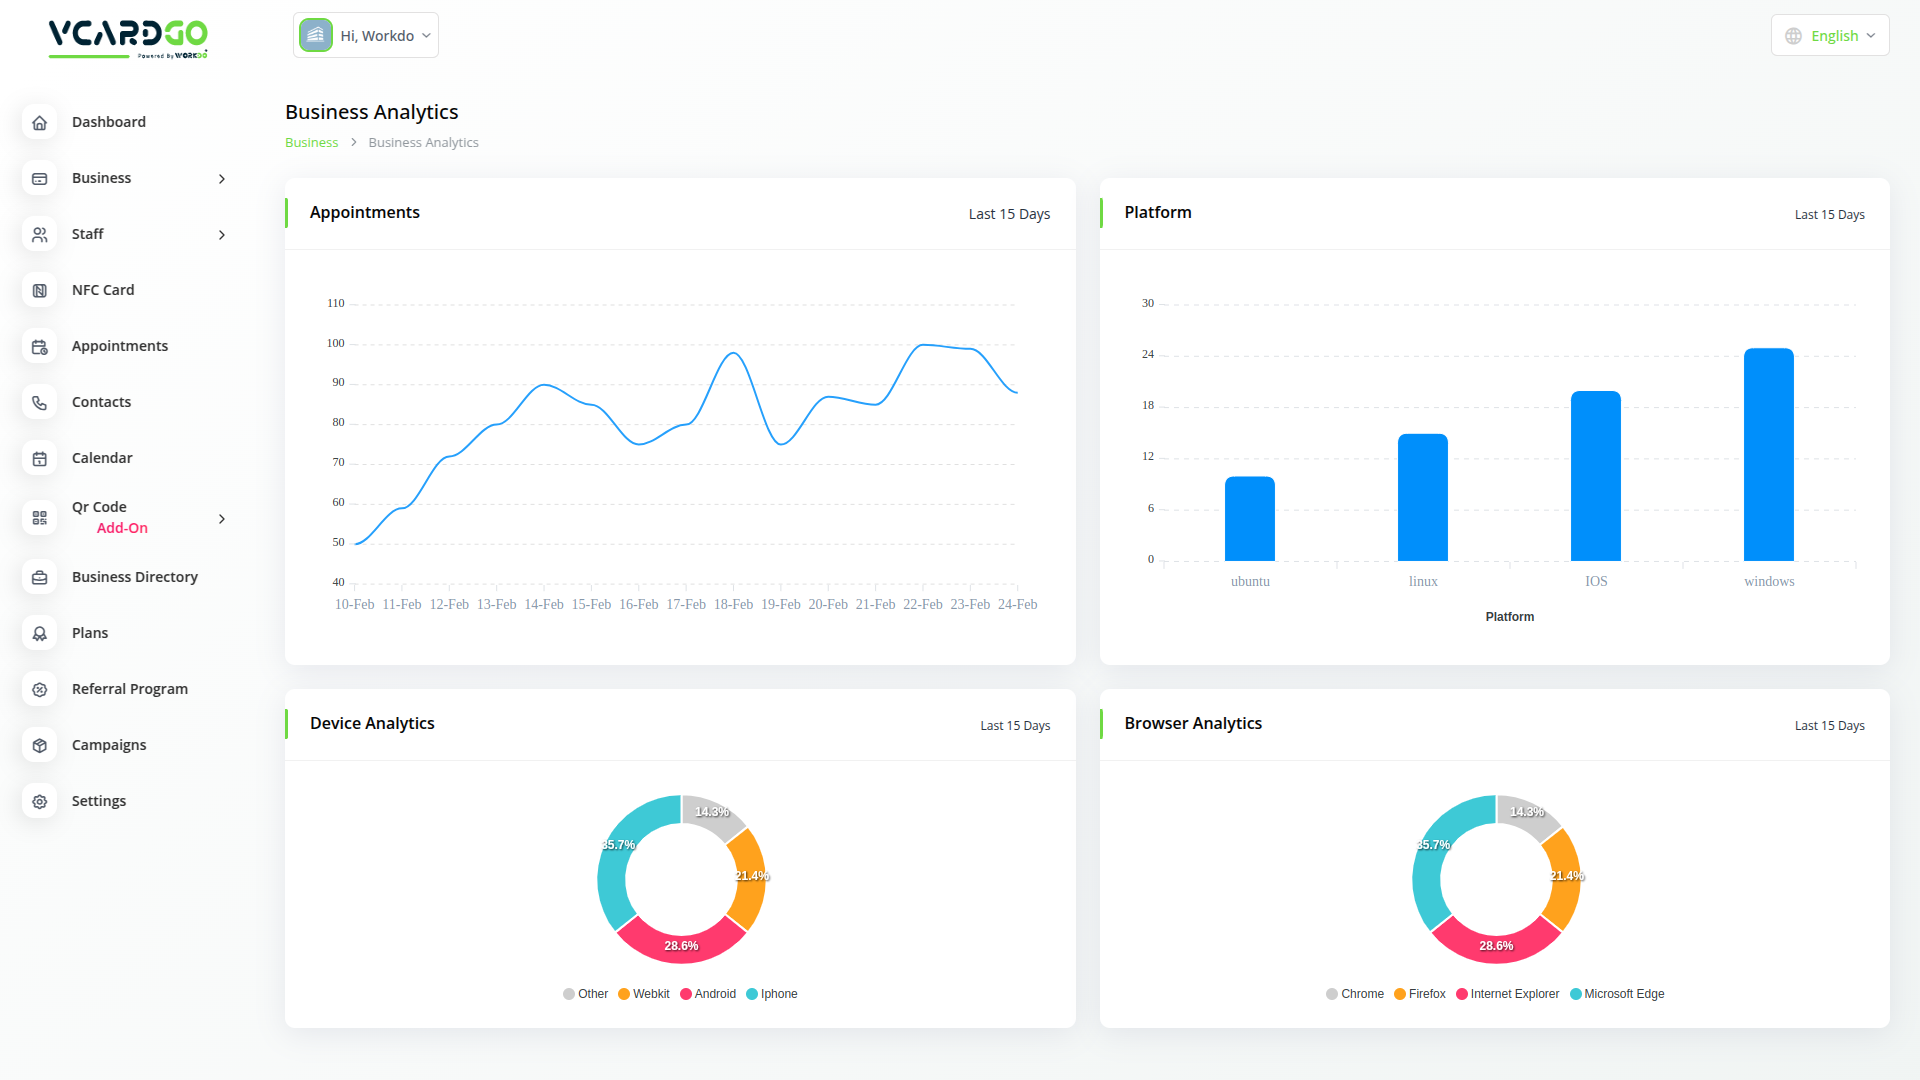 VCARDGO
Powered by WORKDO
Hi, Workdo
English
Dashboard
Business
Staff
NFC Card
Appointments
Contacts
Calendar
Qr Code
Add-On
Business Directory
Plans
Referral Program
Campaigns
Settings
Business Analytics
Business > Business Analytics
Appointments
Last 15 Days
110
100
90
80
70
60
50
40
10-Feb 11-Feb 12-Feb 13-Feb 14-Feb 15-Feb 16-Feb 17-Feb 18-Feb 19-Feb 20-Feb 21-Feb 22-Feb 23-Feb 24-Feb
Platform
Last 15 Days
30
24
18
12
6
0
ubuntu linux IOS windows
Platform
Device Analytics
Last 15 Days
14.3%
35.7%
21.4%
28.6%
Other Webkit Android Iphone
Browser Analytics
Last 15 Days
14.3%
35.7%
21.4%
28.6%
Chrome Firefox Internet Explorer Microsoft Edge